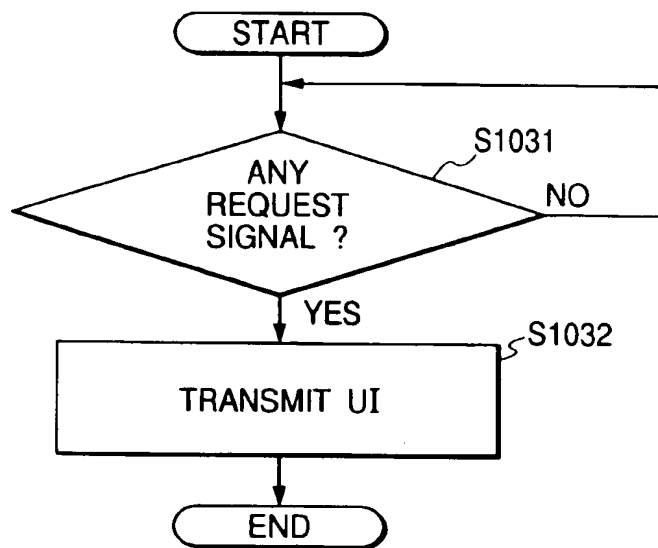 START
S1031
ANY
REQUEST
SIGNAL ?
NO
YES
S1032
TRANSMIT UI
END